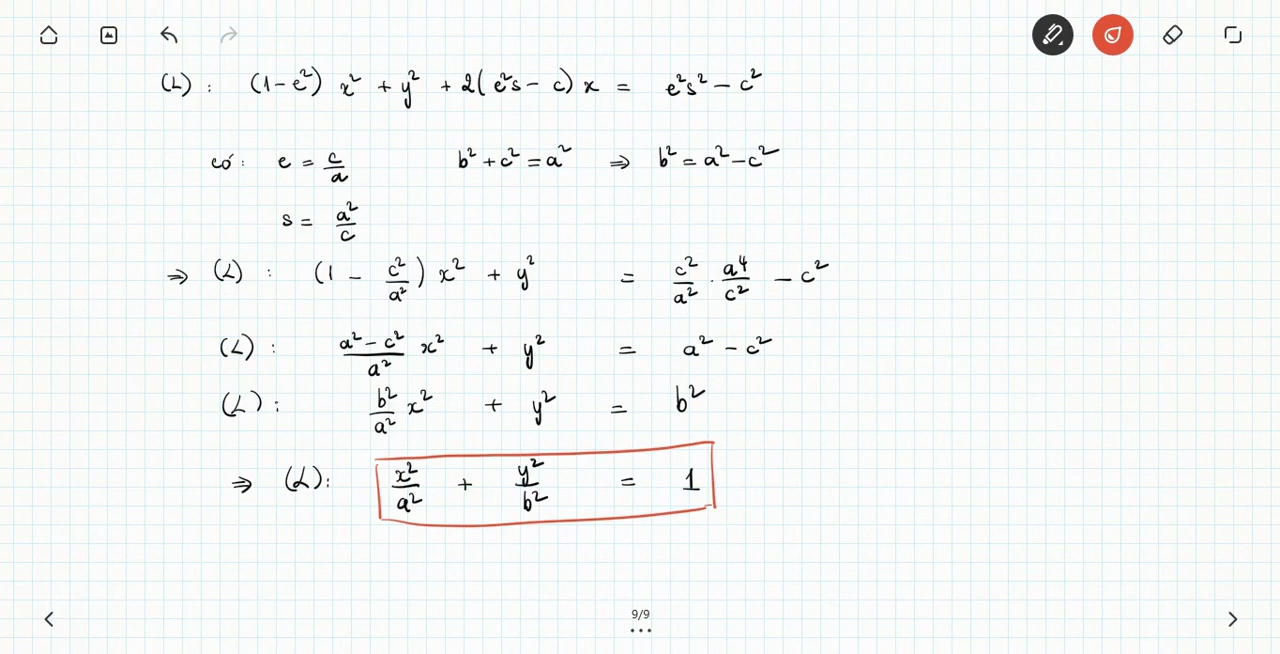 (L) : (1-e²) x² + y² + 2(e²s - c) x = e²s² - c²
có: e = c/a b² + c² = a² ⇒ b² = a² - c²
s = a²/c
⇒ (L) : (1 - c²/a²) x² + y² = c²/a² . a⁴/c² - c²
(L) : (a² - c²)/a² x² + y² = a² - c²
(L) : b²/a² x² + y² = b²
⇒ (L): x²/a² + y²/b² = 1
9/9